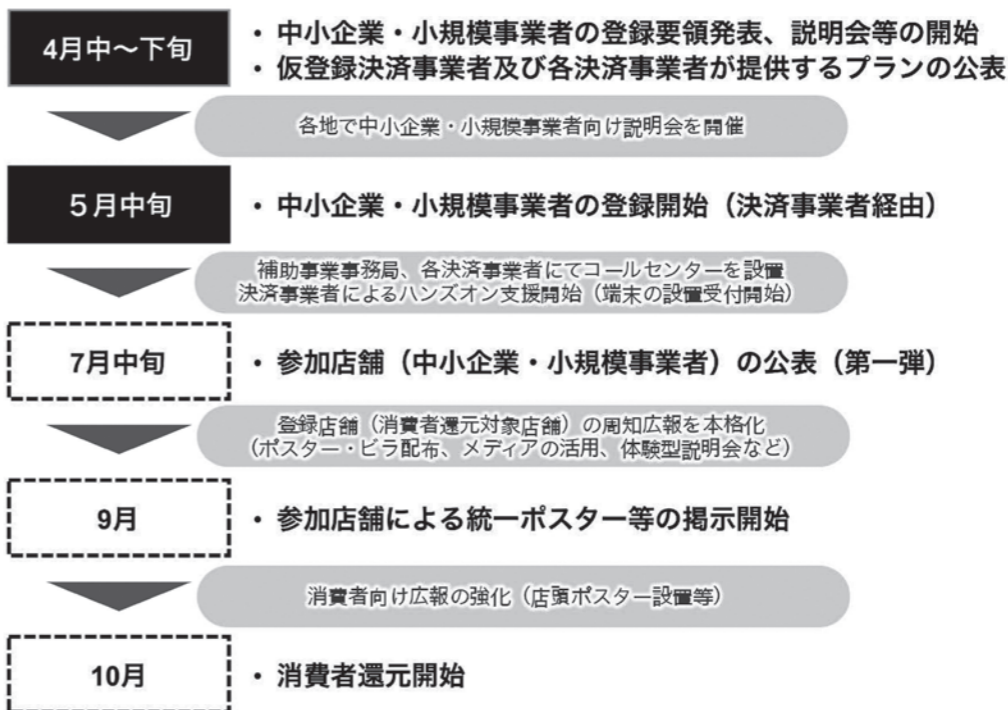 4月中～下旬
・ 中小企業・小規模事業者の登録要領発表、説明会等の開始
・ 仮登録決済事業者及び各決済事業者が提供するプランの公表
各地で中小企業・小規模事業者向け説明会を開催
５月中旬
・ 中小企業・小規模事業者の登録開始（決済事業者経由）
補助事業事務局、各決済事業者にてコールセンターを設置
決済事業者によるハンズオン支援開始（端末の設置受付開始）
7月中旬
・ 参加店舗（中小企業・小規模事業者）の公表（第一弾）
登録店舗（消費者還元対象店舗）の周知広報を本格化
（ポスター・ビラ配布、メディアの活用、体験型説明会など）
9月
・ 参加店舗による統一ポスター等の掲示開始
消費者向け広報の強化（店頭ポスター設置等）
10月
・ 消費者還元開始